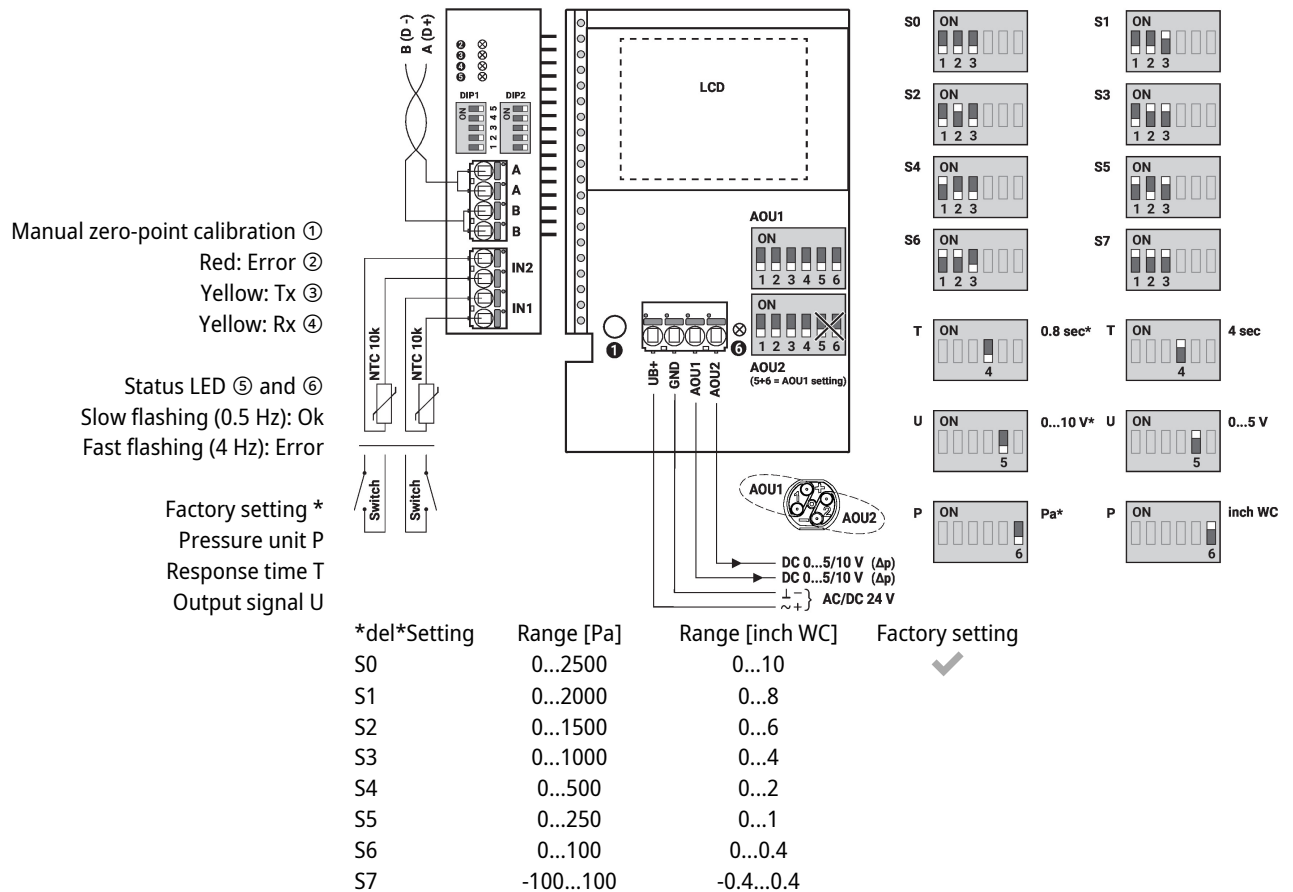 B (D -)
A (D+)
❷
❸
❹
❺
DIP1
DIP2
ON
ON
1 2 3 4 5
A
A
B
B
IN2
IN1
NTC 10k
NTC 10k
Switch
Switch
Manual zero-point calibration ①
Red: Error ②
Yellow: Tx ③
Yellow: Rx ④
Status LED ⑤ and ⑥
Slow flashing (0.5 Hz): Ok
Fast flashing (4 Hz): Error
Factory setting *
Pressure unit P
Response time T
Output signal U
LCD
AOU1
ON
1 2 3 4 5 6
ON
1 2 3 4 5 6
AOU2
(5+6 = AOU1 setting)
❶
❻
UB+
GND
AOU1
AOU2
AOU1
1
+
-
2
AOU2
DC 0...5/10 V (Δp)
DC 0...5/10 V (Δp)
⊥ −
~ + } AC/DC 24 V
S0 ON
1 2 3
S1 ON
1 2 3
S2 ON
1 2 3
S3 ON
1 2 3
S4 ON
1 2 3
S5 ON
1 2 3
S6 ON
1 2 3
S7 ON
1 2 3
T ON 0.8 sec*
4
T ON 4 sec
4
U ON 0...10 V*
5
U ON 0...5 V
5
P ON Pa*
6
P ON inch WC
6
*del*Setting Range [Pa] Range [inch WC] Factory setting
S0 0...2500 0...10 ✓
S1 0...2000 0...8
S2 0...1500 0...6
S3 0...1000 0...4
S4 0...500 0...2
S5 0...250 0...1
S6 0...100 0...0.4
S7 -100...100 -0.4...0.4